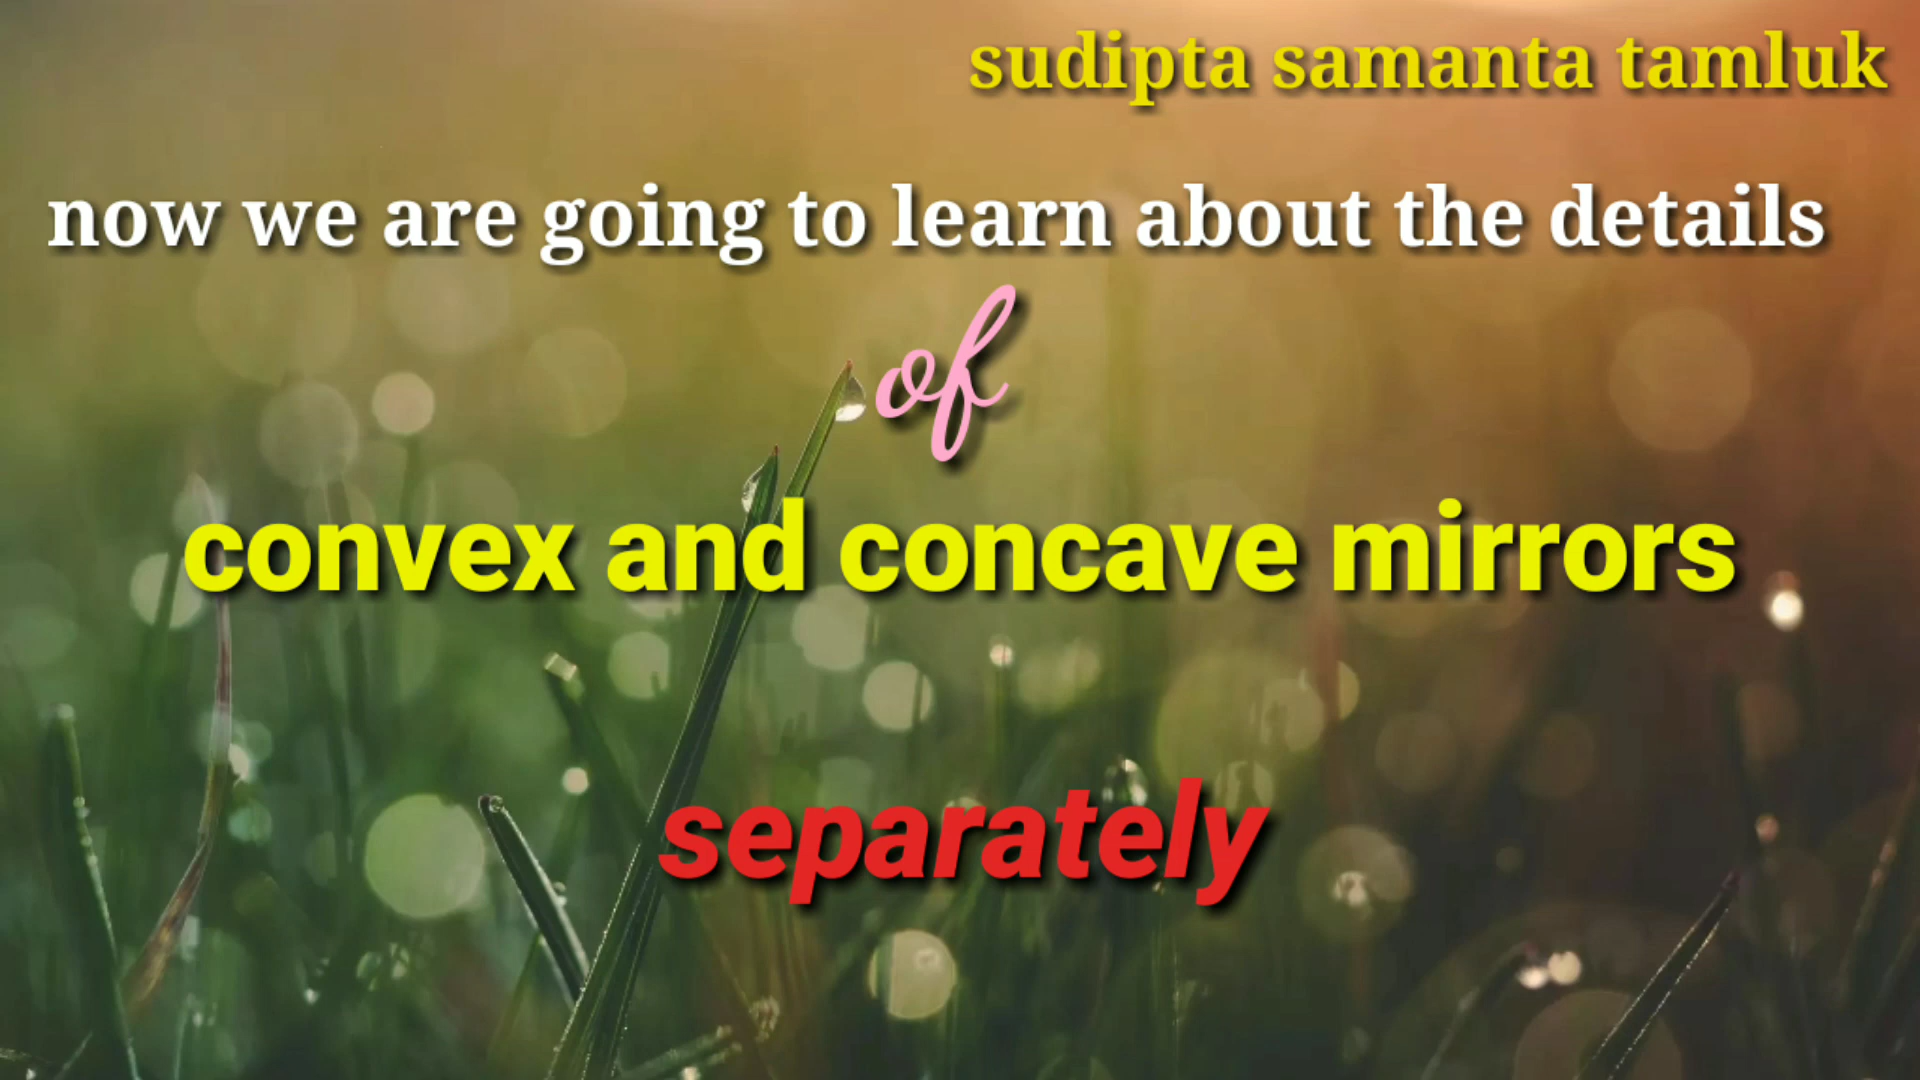 sudipta samanta tamluk
now we are going to learn about the details
of
convex and concave mirrors
separately